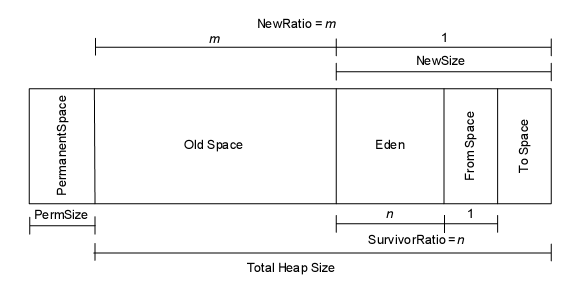 NewRatio = m
m
1
NewSize
PermanentSpace
Old Space
Eden
From Space
To Space
PermSize
n
1
SurvivorRatio = n
Total Heap Size